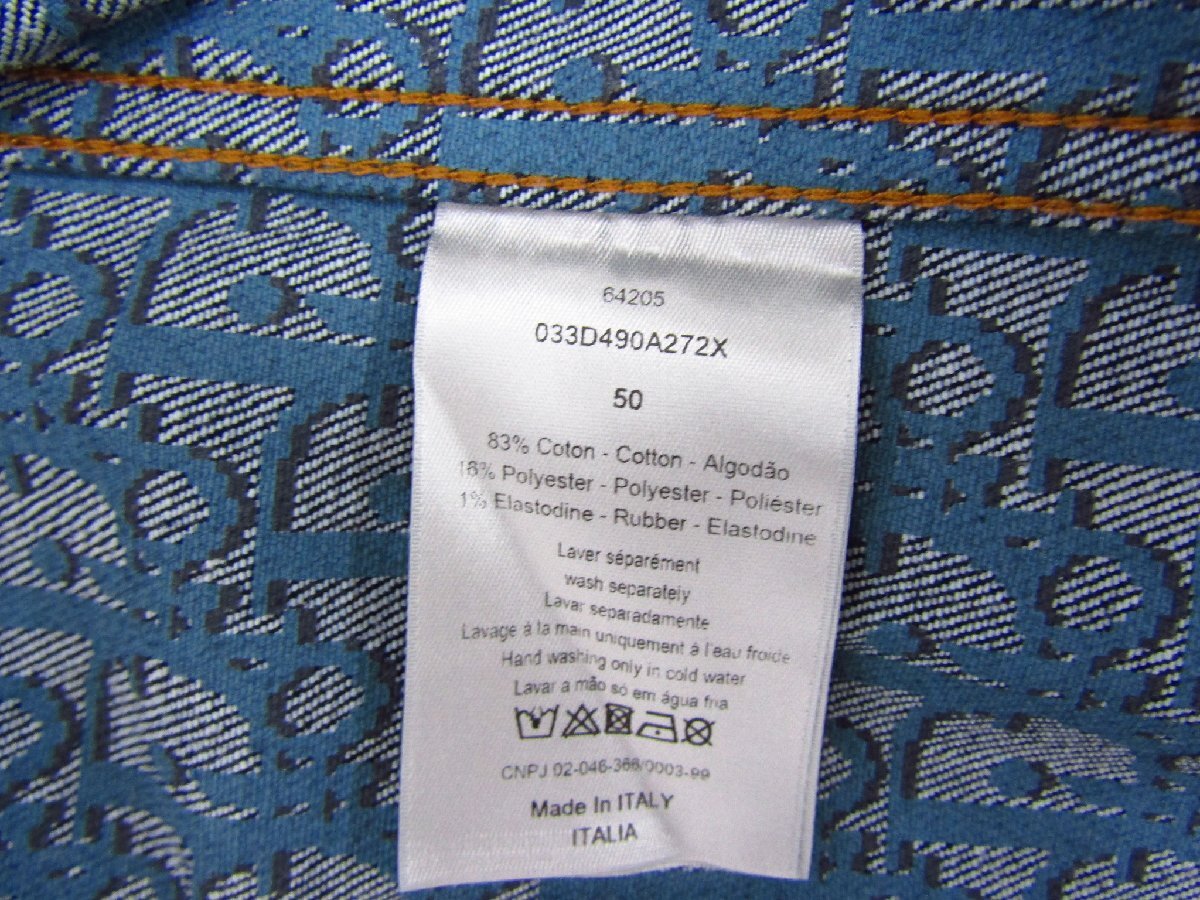 64205
033D490A272X
50
83% Coton - Cotton - Algodão
16% Polyester - Polyester - Poliéster
1% Elastodine - Rubber - Elastodine
Laver séparément
wash separately
Lavar separadamente
Lavage à la main uniquement à l'eau froide
Hand washing only in cold water
Lavar a mão só em água fria
CNPJ 02-046-366/0003-99
Made In ITALY
ITALIA